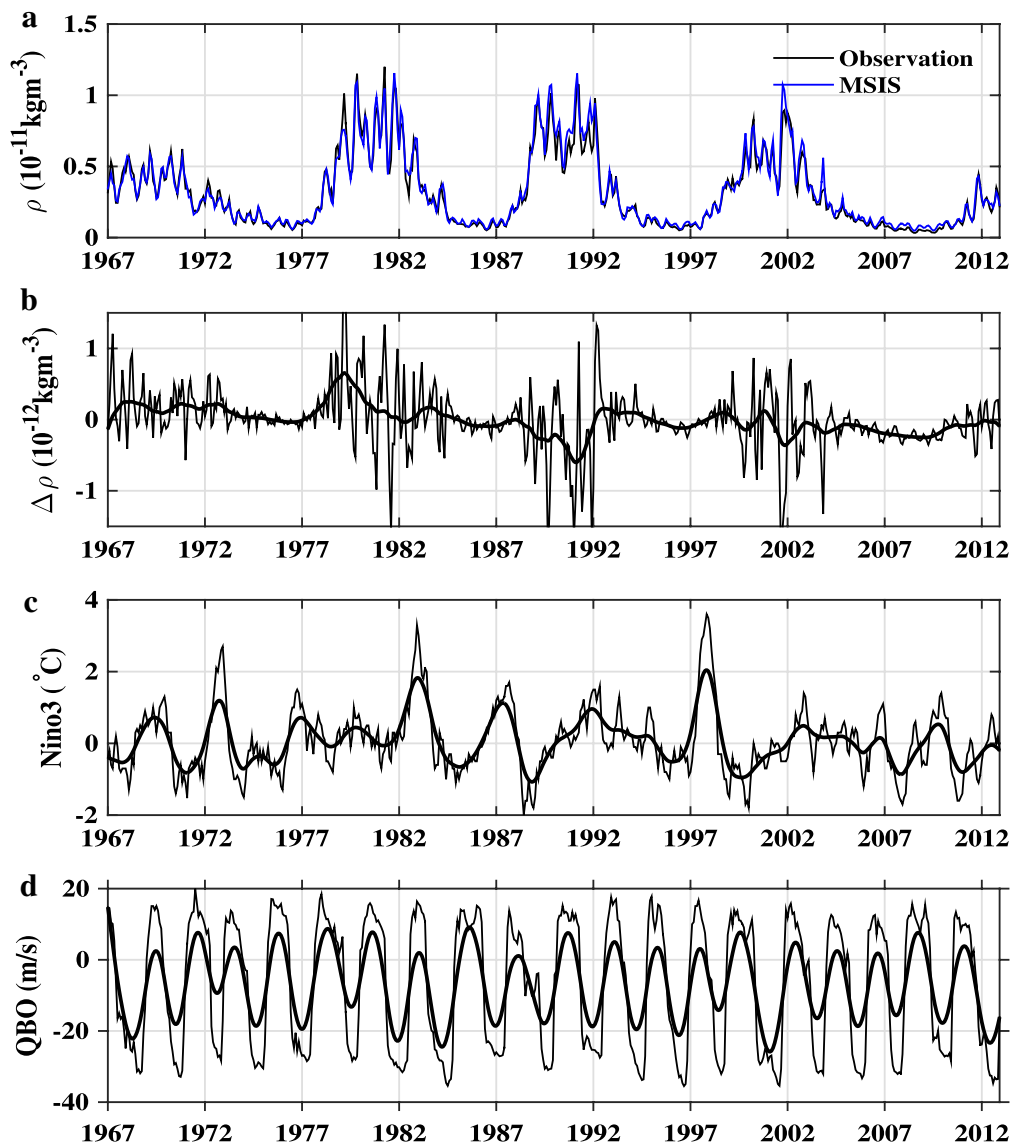 a
ρ (10⁻¹¹kgm⁻³)
1.5
1
0.5
0
Observation
MSIS
1967 1972 1977 1982 1987 1992 1997 2002 2007 2012
b
Δρ (10⁻¹²kgm⁻³)
1
0
-1
1967 1972 1977 1982 1987 1992 1997 2002 2007 2012
c
Nino3 (°C)
4
2
0
-2
1967 1972 1977 1982 1987 1992 1997 2002 2007 2012
d
QBO (m/s)
20
0
-20
-40
1967 1972 1977 1982 1987 1992 1997 2002 2007 2012